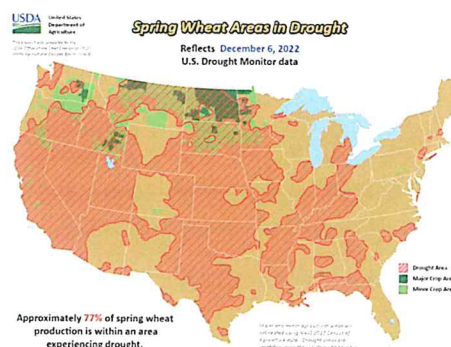 USDA
United States
Department of
Agriculture
Spring Wheat Areas in Drought
Reflects December 6, 2022
U.S. Drought Monitor data
Drought Area
Major Crop Area
Minor Crop Area
Approximately 77% of spring wheat
production is within an area
experiencing drought.